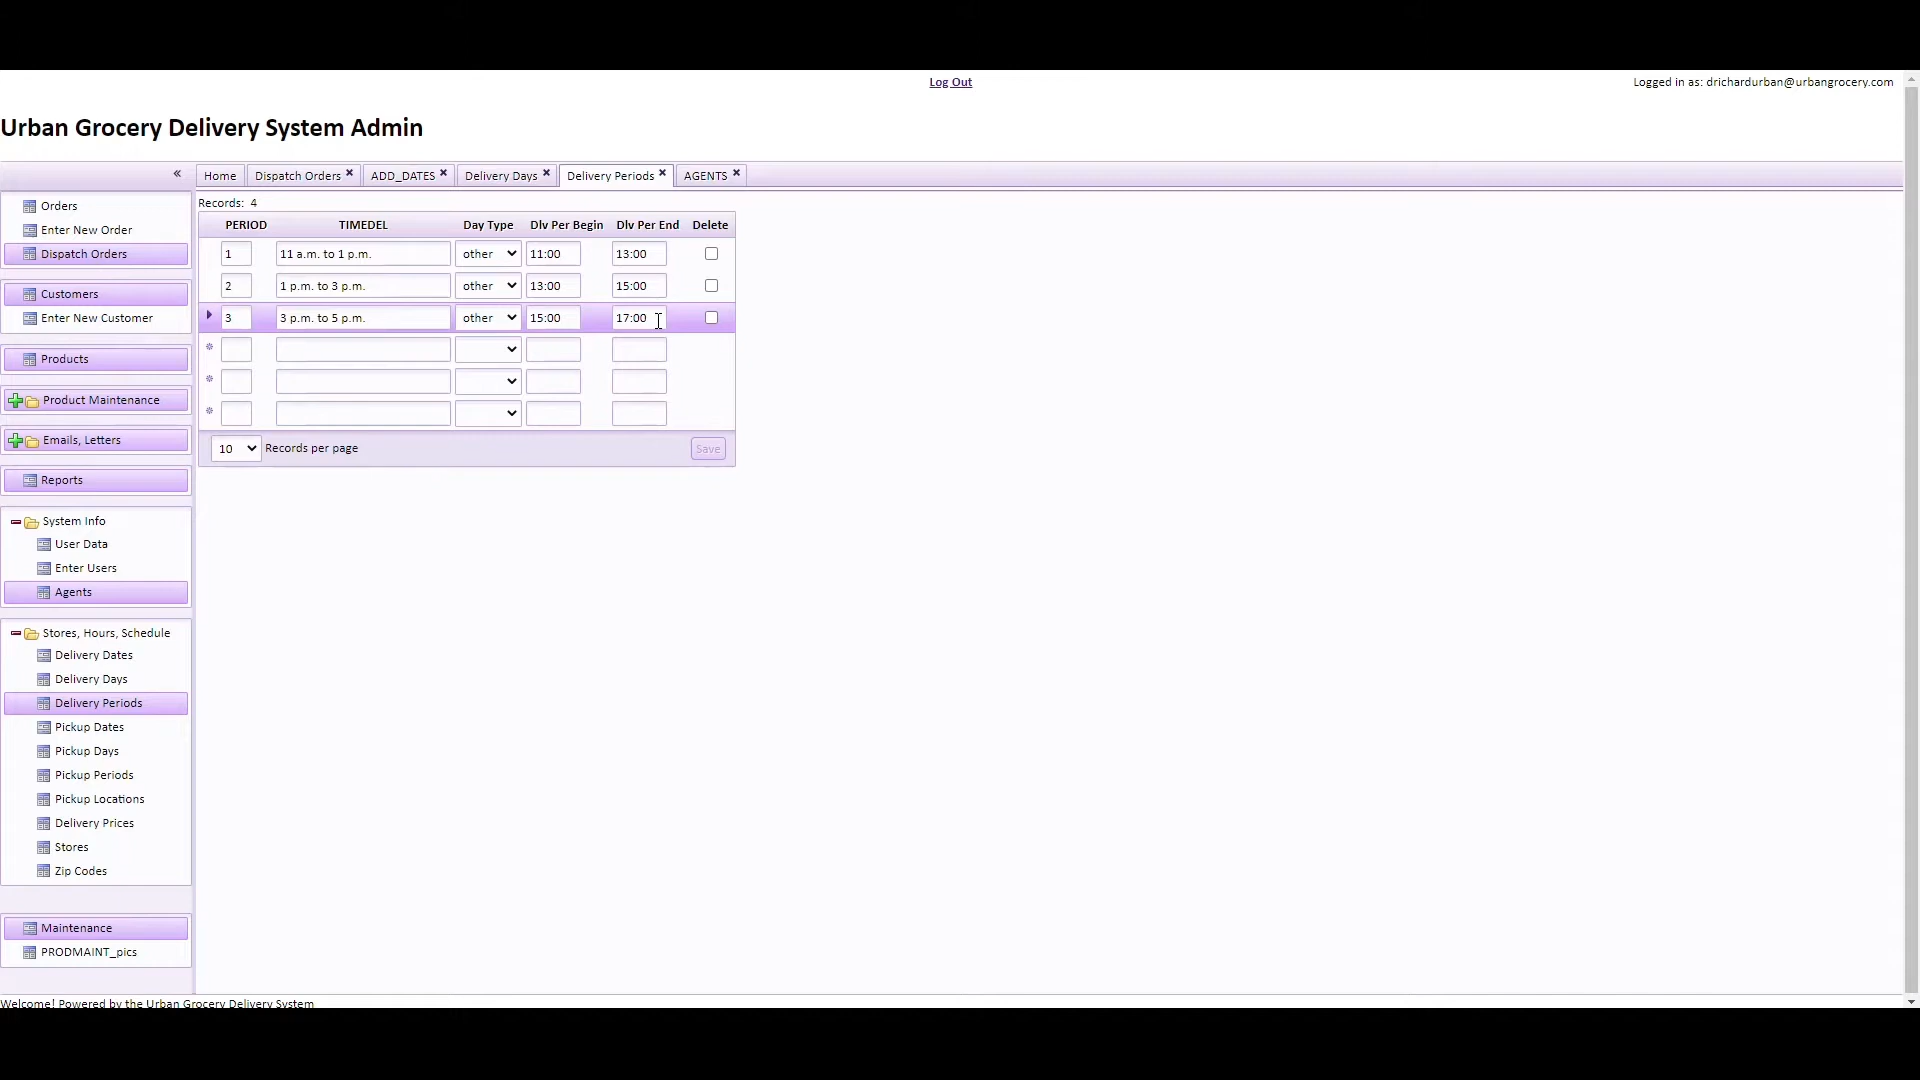 Log Out
Logged in as: drichardurban@urbangrocery.com
Urban Grocery Delivery System Admin
«
Home
Dispatch Orders ×
ADD_DATES ×
Delivery Days ×
Delivery Periods ×
AGENTS ×
Orders
Enter New Order
Dispatch Orders
Customers
Enter New Customer
Products
Product Maintenance
Emails, Letters
Reports
System Info
User Data
Enter Users
Agents
Stores, Hours, Schedule
Delivery Dates
Delivery Days
Delivery Periods
Pickup Dates
Pickup Days
Pickup Periods
Pickup Locations
Delivery Prices
Stores
Zip Codes
Maintenance
PRODMAINT_pics
Records: 4
PERIOD TIMEDEL Day Type Dlv Per Begin Dlv Per End Delete
1 11 a.m. to 1 p.m. other 11:00 13:00
2 1 p.m. to 3 p.m. other 13:00 15:00
3 3 p.m. to 5 p.m. other 15:00 17:00
10 Records per page Save
Welcome! Powered by the Urban Grocery Delivery System